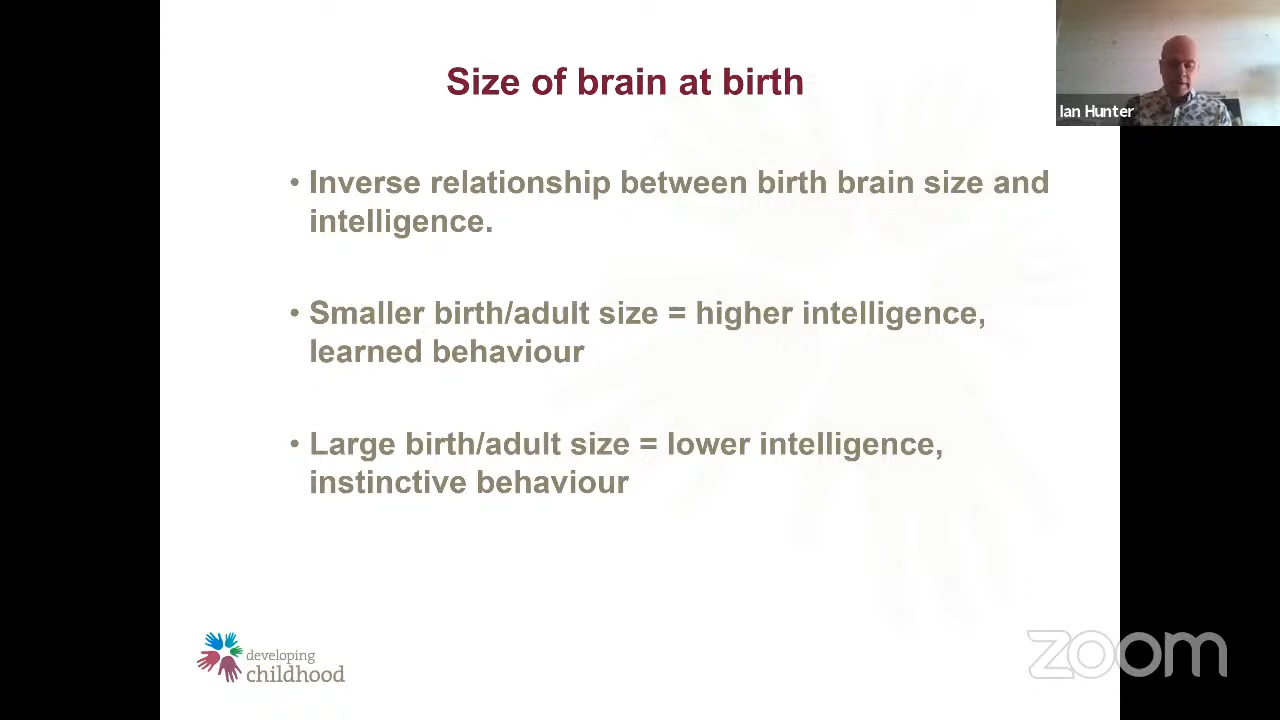 Size of brain at birth
Ian Hunter
• Inverse relationship between birth brain size and
intelligence.
• Smaller birth/adult size = higher intelligence,
learned behaviour
• Large birth/adult size = lower intelligence,
instinctive behaviour
developing
childhood
zoom